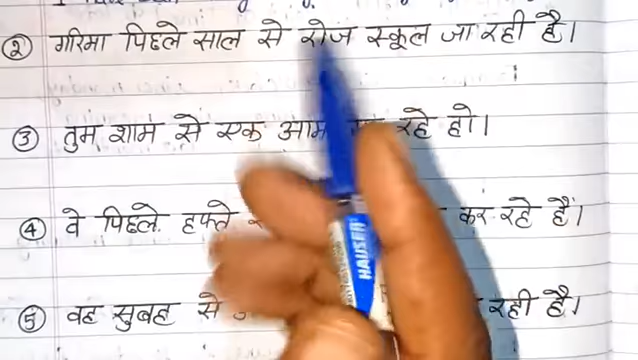 ② गरिमा पिछले साल से रोज स्कूल जा रही है।
③ तुम शाम से एक आम रहे हो।
④ वे पिछले हफ्ते कर रहे हैं।
⑤ वह सुबह से रही है।
HAUSER